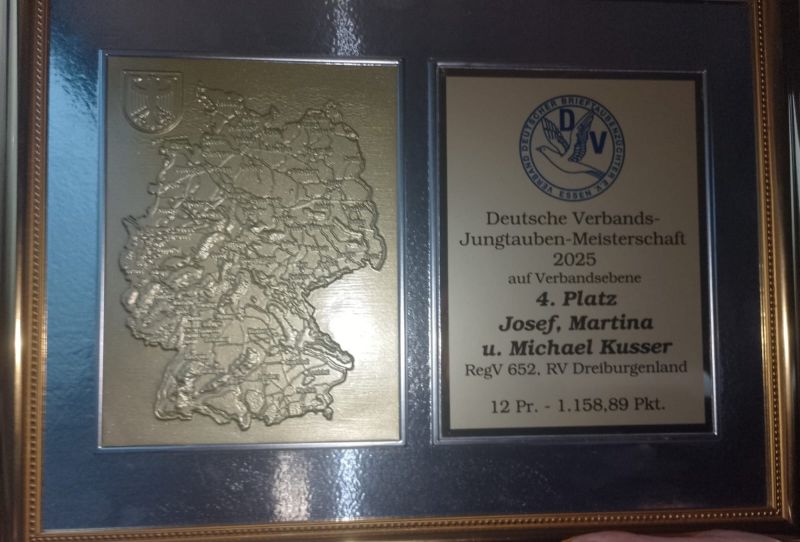 VERBAND DEUTSCHER BRIEFTAUBENZÜCHTER E.V.
ESSEN
DV
Deutsche Verbands-
Jungtauben-Meisterschaft
2025
auf Verbandsebene
4. Platz
Josef, Martina
u. Michael Kusser
RegV 652, RV Dreiburgenland
12 Pr. - 1.158,89 Pkt.